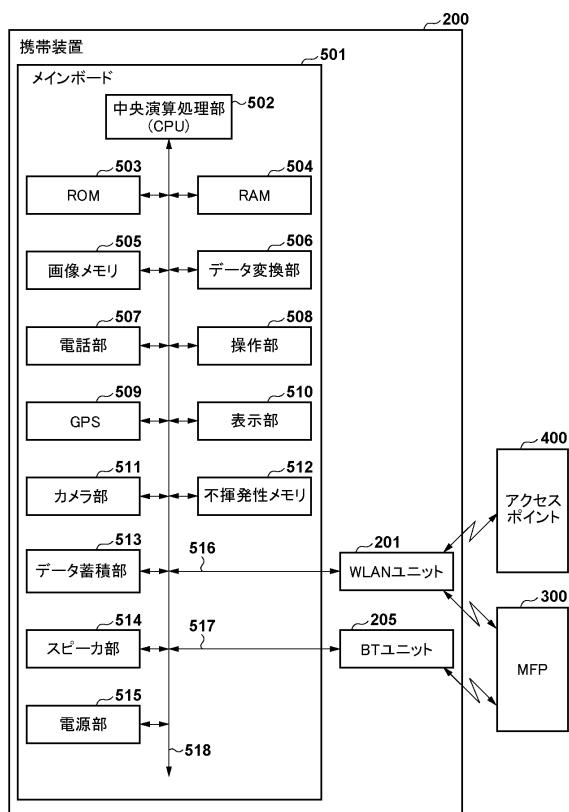 200
携帯装置
501
メインボード
中央演算処理部
(CPU)
502
503
ROM
504
RAM
505
画像メモリ
506
データ変換部
507
電話部
508
操作部
509
GPS
510
表示部
511
カメラ部
512
不揮発性メモリ
400
アクセス
ポイント
513
データ蓄積部
516
201
WLANユニット
300
MFP
514
スピーカ部
517
205
BTユニット
515
電源部
518